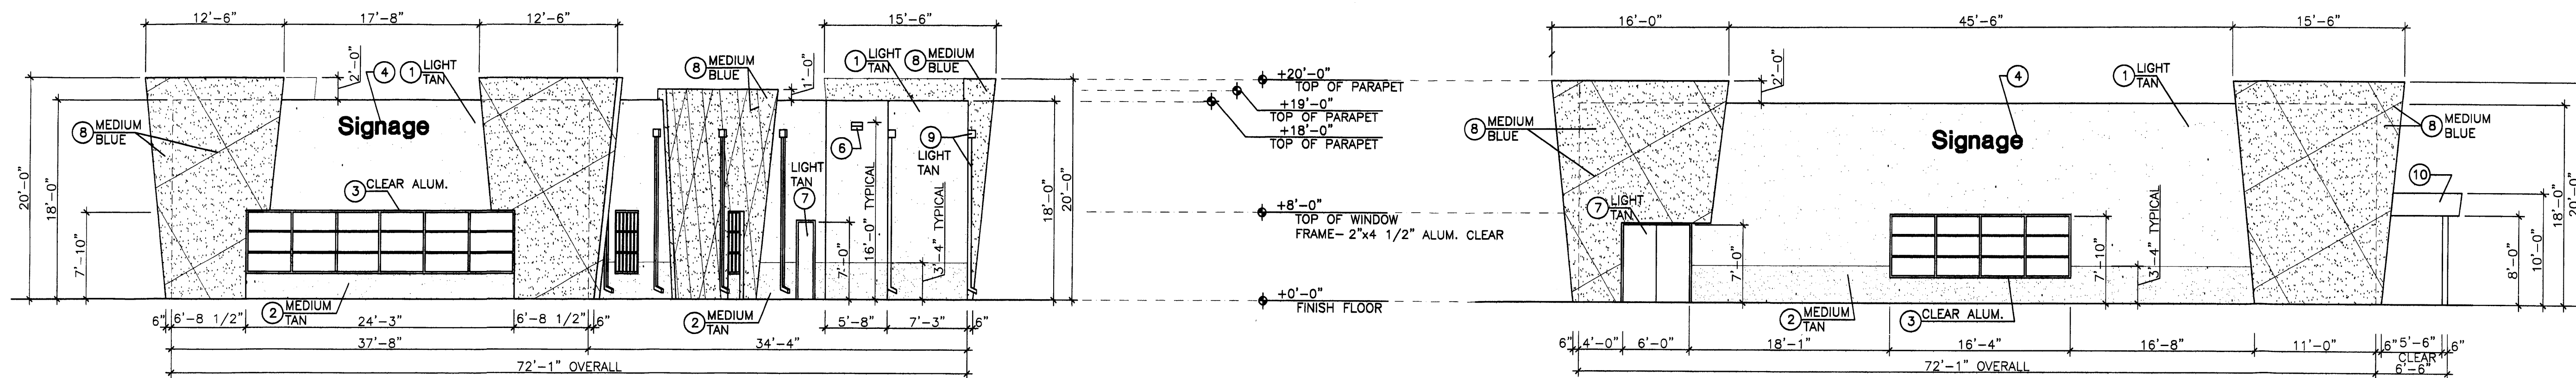 12'-6"
17'-8"
12'-6"
15'-6"
2'-0"
4
1 LIGHT
TAN
8 MEDIUM
BLUE
1'-0"
1 LIGHT
TAN
8 MEDIUM
BLUE
Signage
8 MEDIUM
BLUE
6
9
LIGHT
TAN
LIGHT
TAN
7
3 CLEAR ALUM.
20'-0"
18'-0"
7'-10"
7'-0"
16'-0" TYPICAL
3'-4" TYPICAL
18'-0"
20'-0"
2 MEDIUM
TAN
2 MEDIUM
TAN
6"
6'-8 1/2"
24'-3"
6'-8 1/2"
6"
5'-8"
7'-3"
6"
37'-8"
34'-4"
72'-1" OVERALL
+20'-0"
TOP OF PARAPET
+19'-0"
TOP OF PARAPET
+18'-0"
TOP OF PARAPET
+8'-0"
TOP OF WINDOW
FRAME- 2"x4 1/2" ALUM. CLEAR
+0'-0"
FINISH FLOOR
16'-0"
45'-6"
15'-6"
2'-0"
4
1 LIGHT
TAN
8 MEDIUM
BLUE
Signage
8 MEDIUM
BLUE
10
7 LIGHT
TAN
7'-0"
7'-10"
3'-4" TYPICAL
8'-0"
10'-0"
18'-0"
20'-0"
2 MEDIUM
TAN
3 CLEAR ALUM.
6"
4'-0"
6'-0"
18'-1"
16'-4"
16'-8"
11'-0"
6"
5'-6"
CLEAR
6"
72'-1" OVERALL
6'-6"